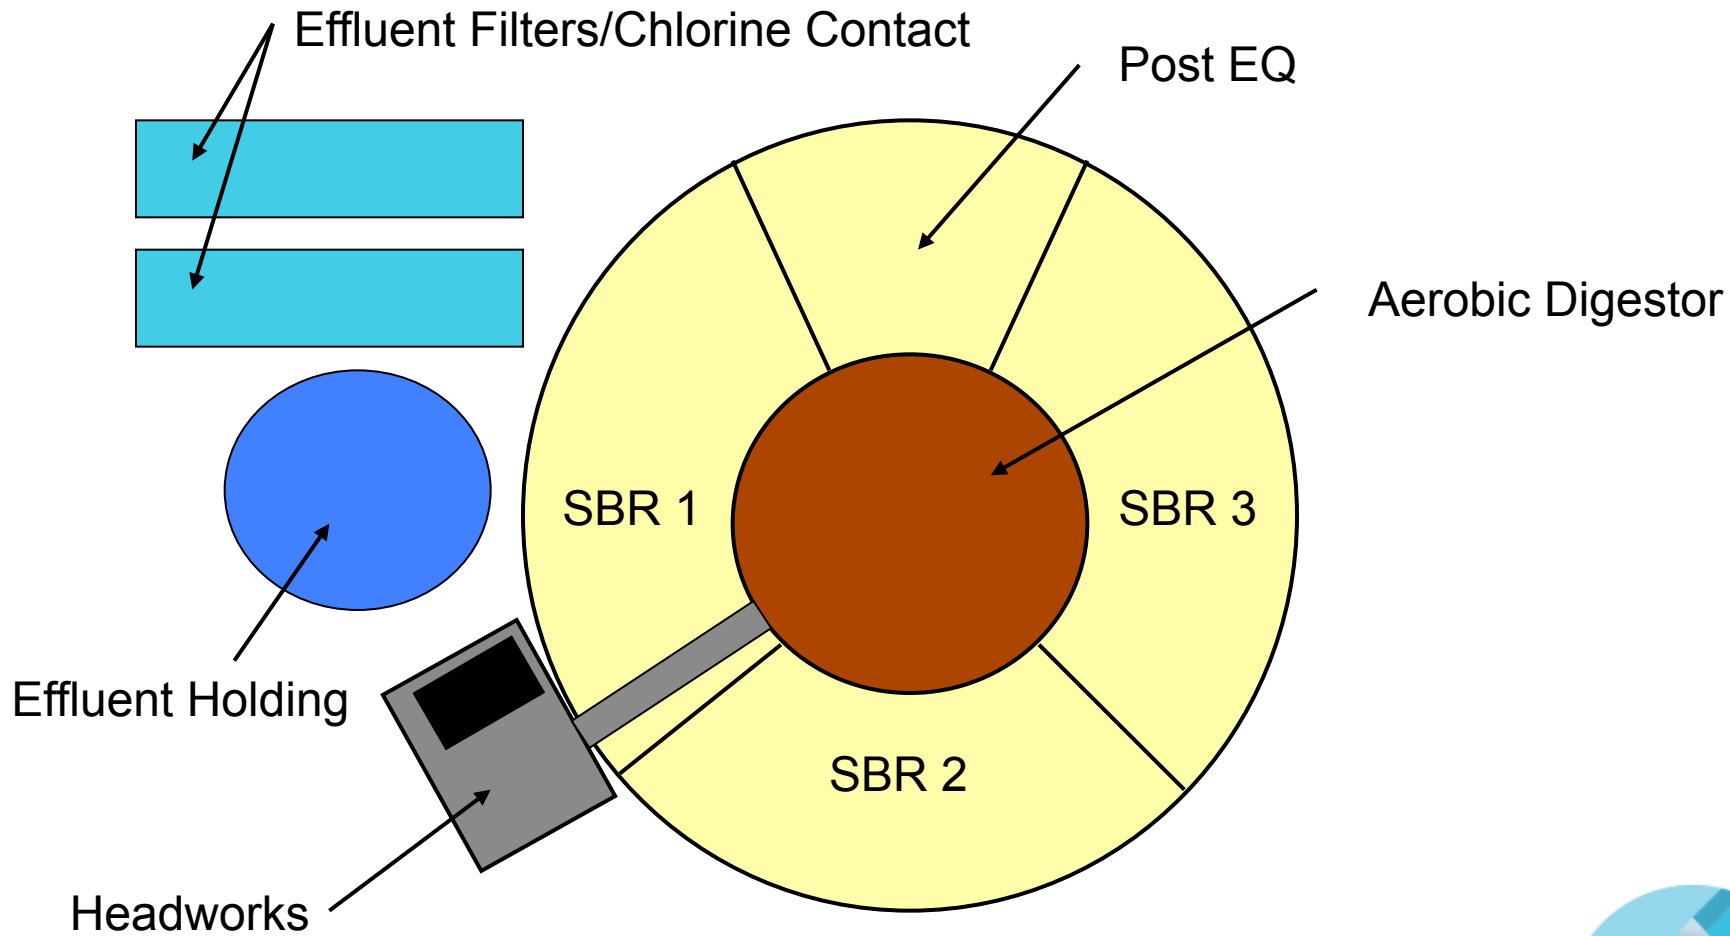 Effluent Filters/Chlorine Contact
Post EQ
Aerobic Digestor
SBR 1
SBR 3
Effluent Holding
SBR 2
Headworks